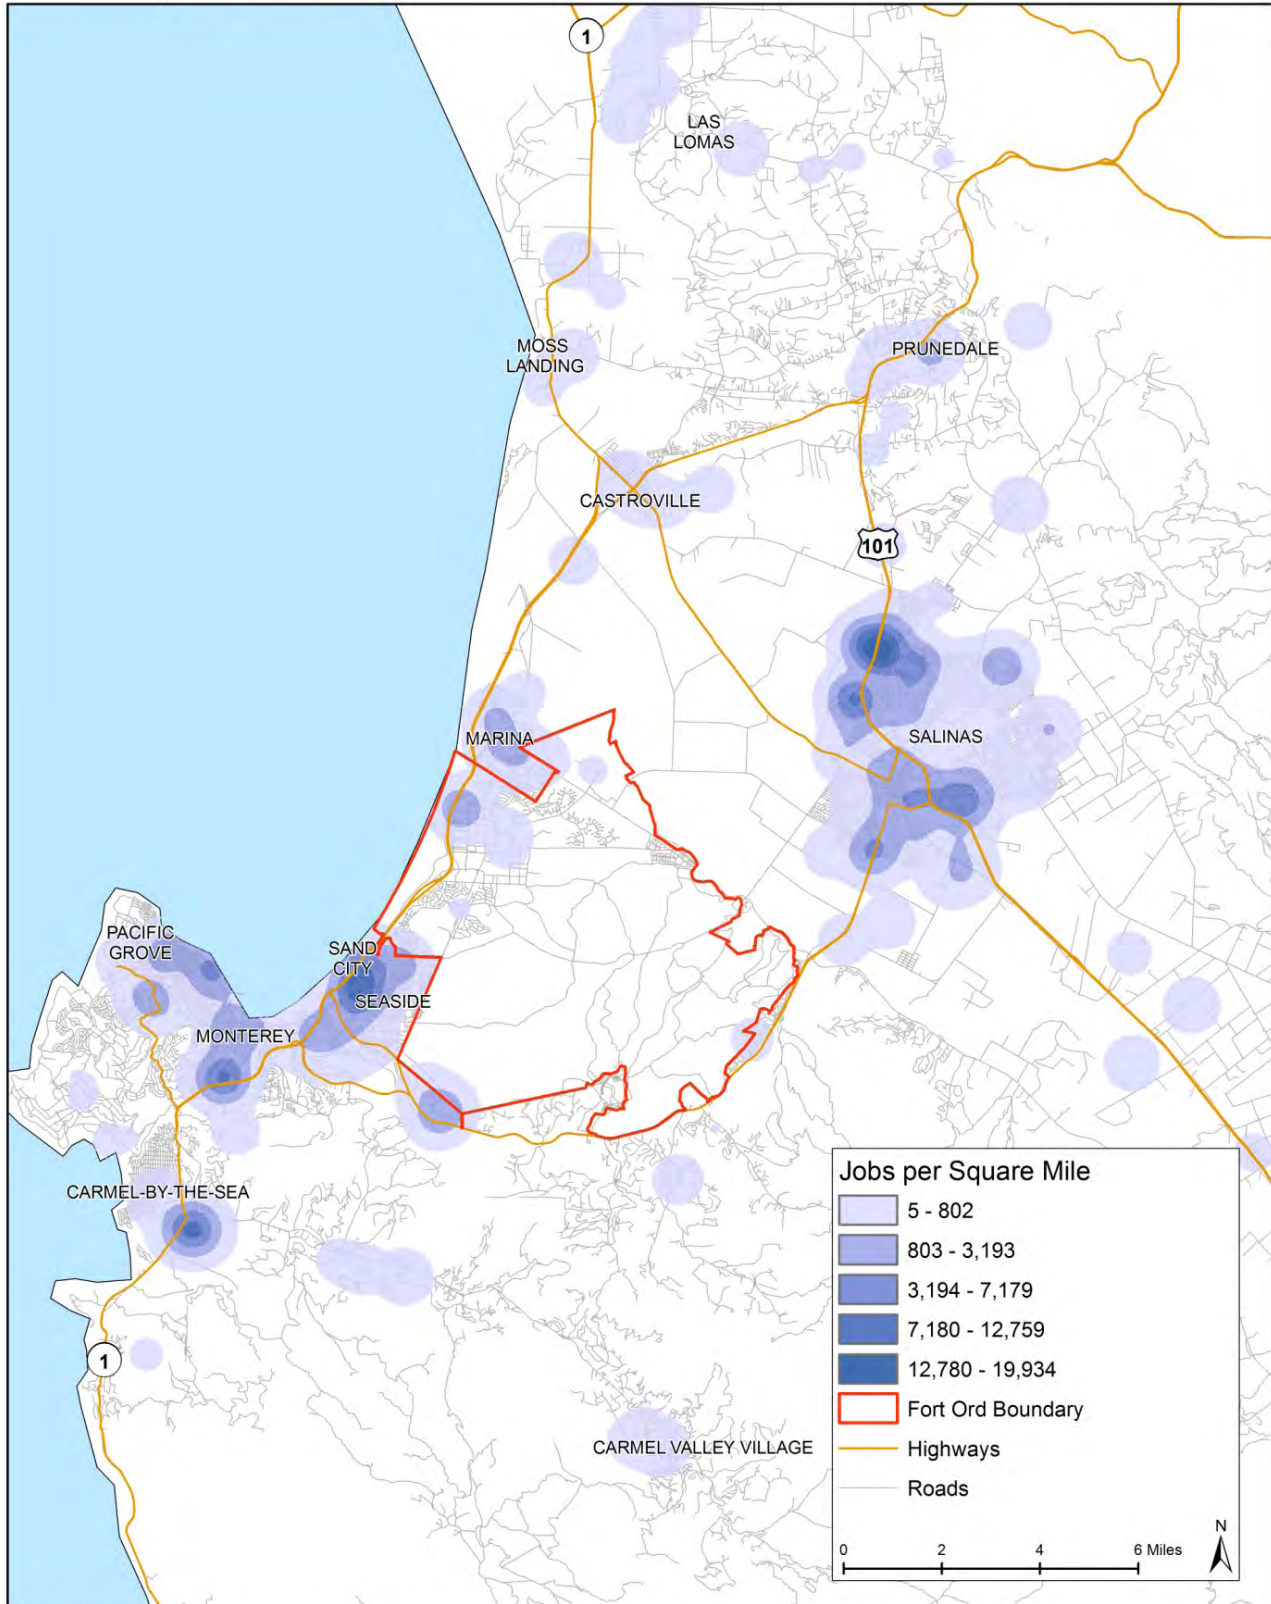 1
LAS
LOMAS
MOSS
LANDING
PRUNEDALE
CASTROVILLE
101
MARINA
SALINAS
PACIFIC
GROVE
SAND
CITY
SEASIDE
MONTEREY
CARMEL-BY-THE-SEA
1
CARMEL VALLEY VILLAGE
Jobs per Square Mile
5 - 802
803 - 3,193
3,194 - 7,179
7,180 - 12,759
12,780 - 19,934
Fort Ord Boundary
Highways
Roads
N
0 2 4 6 Miles